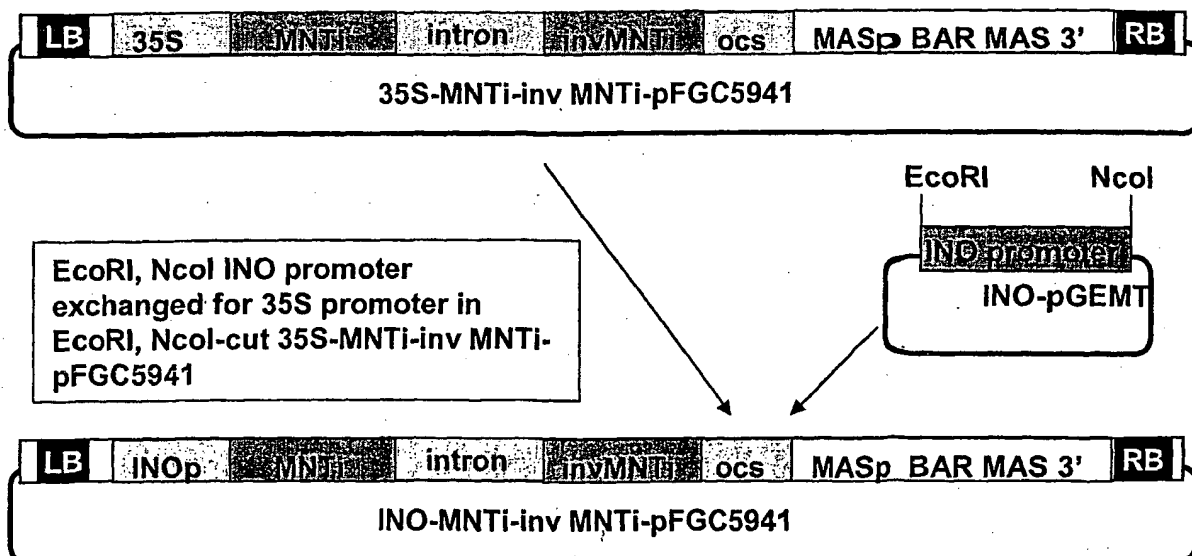 LB 35S MNTi intron invMNTi ocs MASp BAR MAS 3' RB
35S-MNTi-inv MNTi-pFGC5941
EcoRI NcoI
INO promoter
INO-pGEMT
EcoRI, NcoI INO promoter
exchanged for 35S promoter in
EcoRI, NcoI-cut 35S-MNTi-inv MNTi-
pFGC5941
LB INOp MNTi intron invMNTi ocs MASp BAR MAS 3' RB
INO-MNTi-inv MNTi-pFGC5941